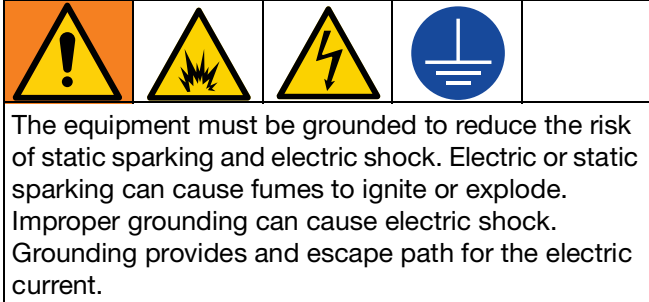 The equipment must be grounded to reduce the risk
of static sparking and electric shock. Electric or static
sparking can cause fumes to ignite or explode.
Improper grounding can cause electric shock.
Grounding provides and escape path for the electric
current.